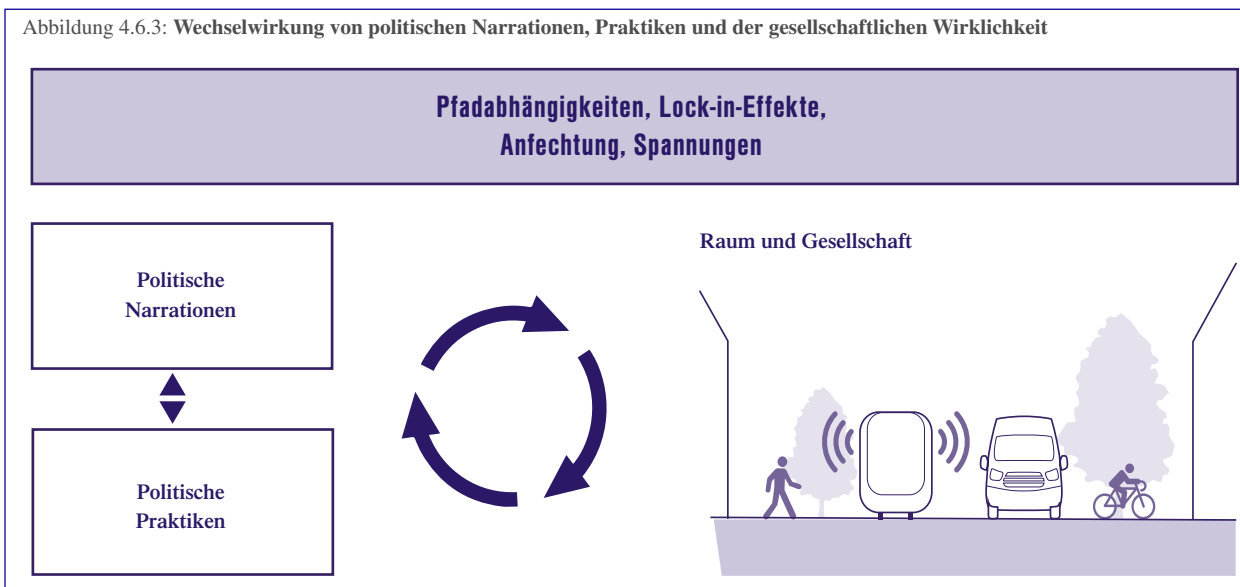 Abbildung 4.6.3: Wechselwirkung von politischen Narrationen, Praktiken und der gesellschaftlichen Wirklichkeit
Pfadabhängigkeiten, Lock-in-Effekte,
Anfechtung, Spannungen
Politische
Narrationen
Politische
Praktiken
Raum und Gesellschaft